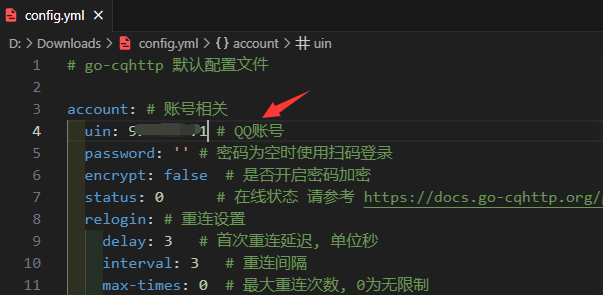 config.yml ×
D: > Downloads > config.yml > {} account > # uin
1 # go-cqhttp 默认配置文件
2
3 account: # 账号相关
4 uin: # QQ账号
5 password: '' # 密码为空时使用扫码登录
6 encrypt: false # 是否开启密码加密
7 status: 0 # 在线状态 请参考 https://docs.go-cqhttp.org/
8 relogin: # 重连设置
9 delay: 3 # 首次重连延迟, 单位秒
10 interval: 3 # 重连间隔
11 max-times: 0 # 最大重连次数, 0为无限制